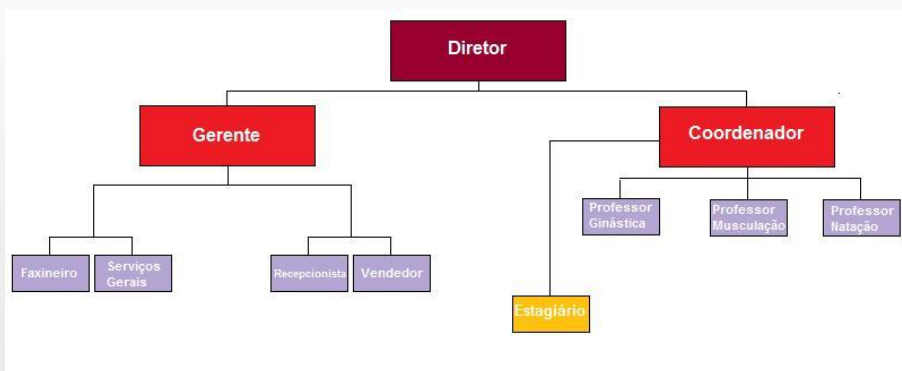 Diretor
Gerente
Coordenador
Professor
Ginástica
Professor
Musculação
Professor
Natação
Faxineiro
Serviços
Gerais
Recepcionista
Vendedor
Estagiário